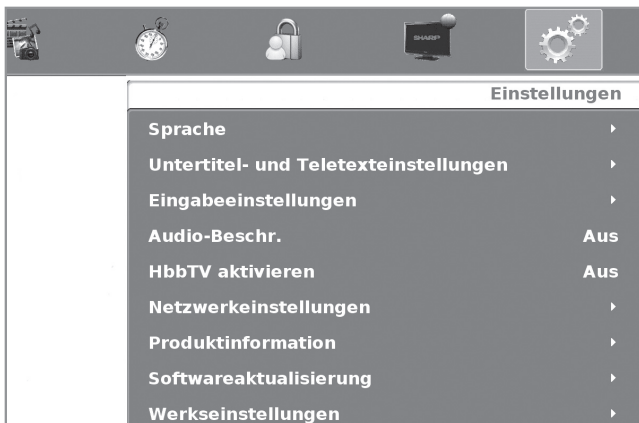 SHARP
Einstellungen
Sprache
Untertitel- und Teletexteinstellungen
Eingabeeinstellungen
Audio-Beschr. Aus
HbbTV aktivieren Aus
Netzwerkeinstellungen
Produktinformation
Softwareaktualisierung
Werkseinstellungen